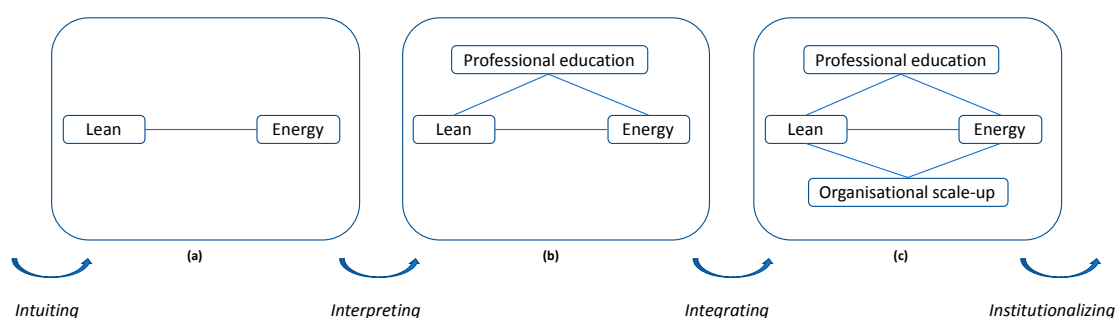 Lean
Energy
(a)
Professional education
Lean
Energy
(b)
Professional education
Lean
Energy
Organisational scale-up
(c)
Intuiting
Interpreting
Integrating
Institutionalizing